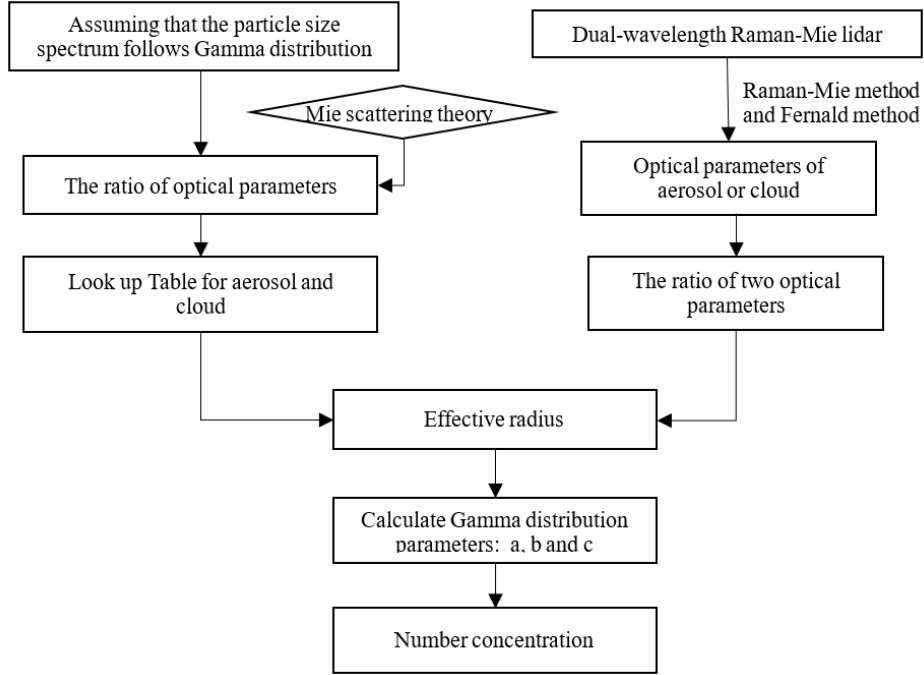 Assuming that the particle size
spectrum follows Gamma distribution
Dual-wavelength Raman-Mie lidar
Mie scattering theory
Raman-Mie method
and Fernald method
The ratio of optical parameters
Optical parameters of
aerosol or cloud
Look up Table for aerosol and
cloud
The ratio of two optical
parameters
Effective radius
Calculate Gamma distribution
parameters: a, b and c
Number concentration